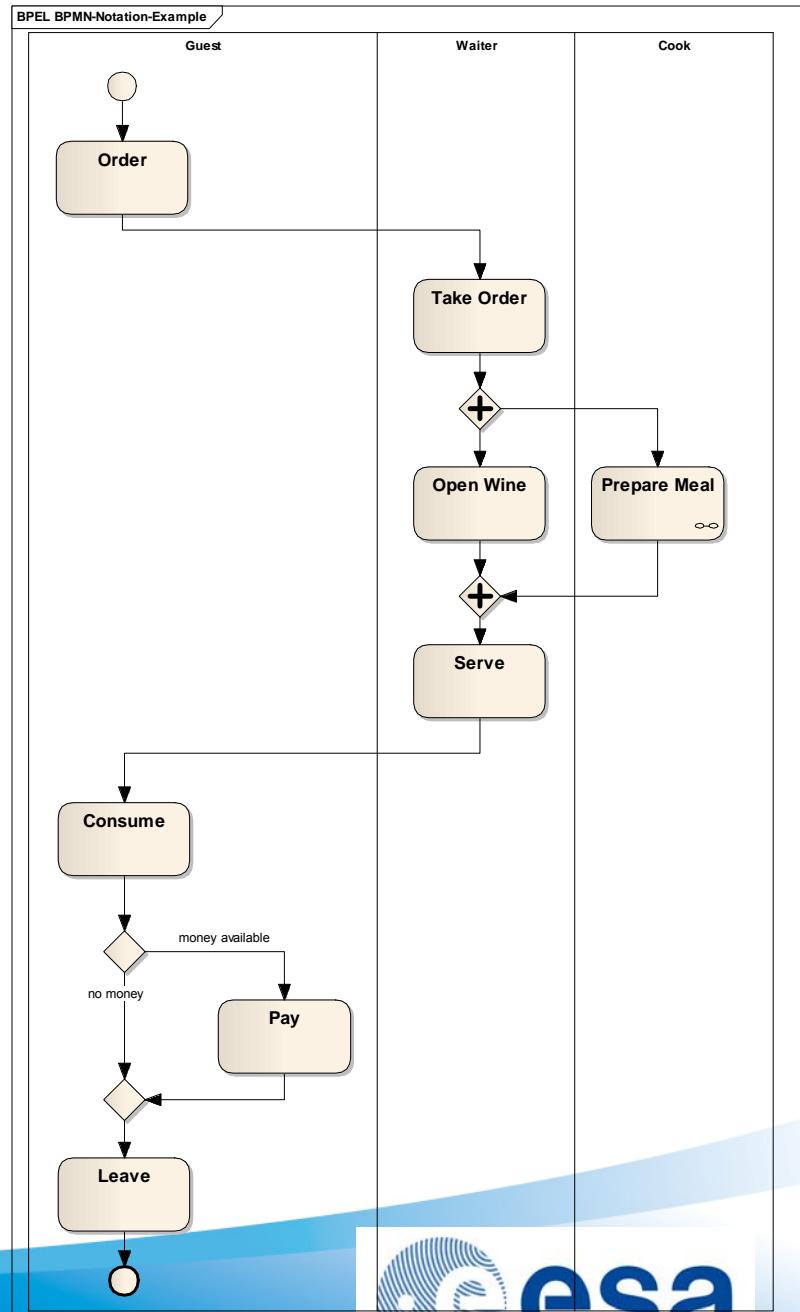 BPEL BPMN-Notation-Example
Guest
Waiter
Cook
Order
Take Order
Open Wine
Prepare Meal
Serve
Consume
money available
no money
Pay
Leave
esa